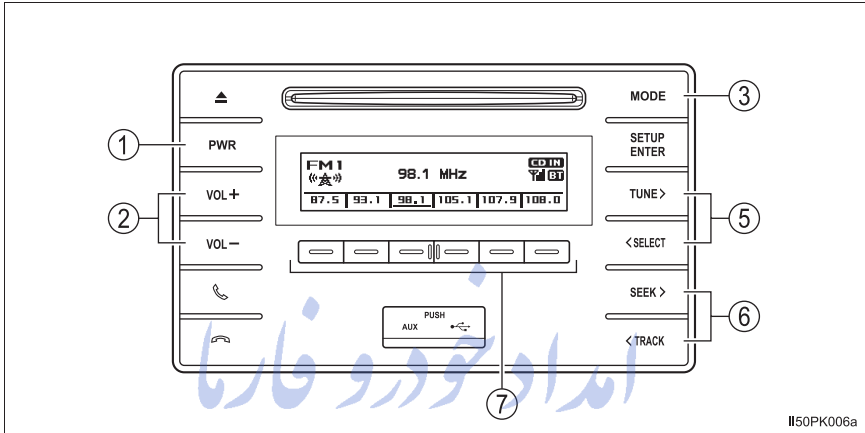 MODE
3
1
PWR
SETUP
ENTER
FM1
98.1 MHz
CD IN
BT
87.5 93.1 98.1 105.1 107.9 108.0
2
VOL+
VOL−
TUNE>
<SELECT
5
SEEK>
<TRACK
6
PUSH
AUX
7
امداد خودرو فارما
II50PK006a